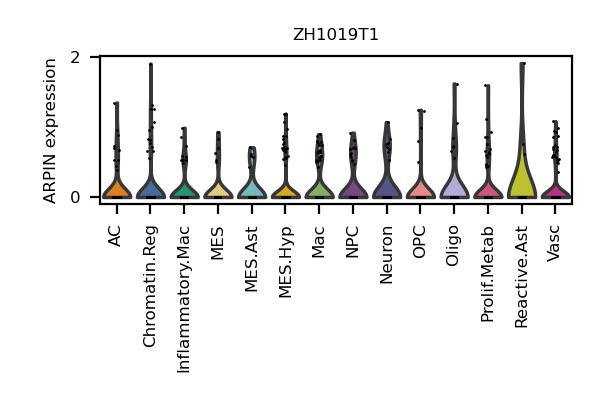 ZH1019T1
ARPIN expression
2
0
AC
Chromatin.Reg
Inflammatory.Mac
MES
MES.Ast
MES.Hyp
Mac
NPC
Neuron
OPC
Oligo
Prolif.Metab
Reactive.Ast
Vasc